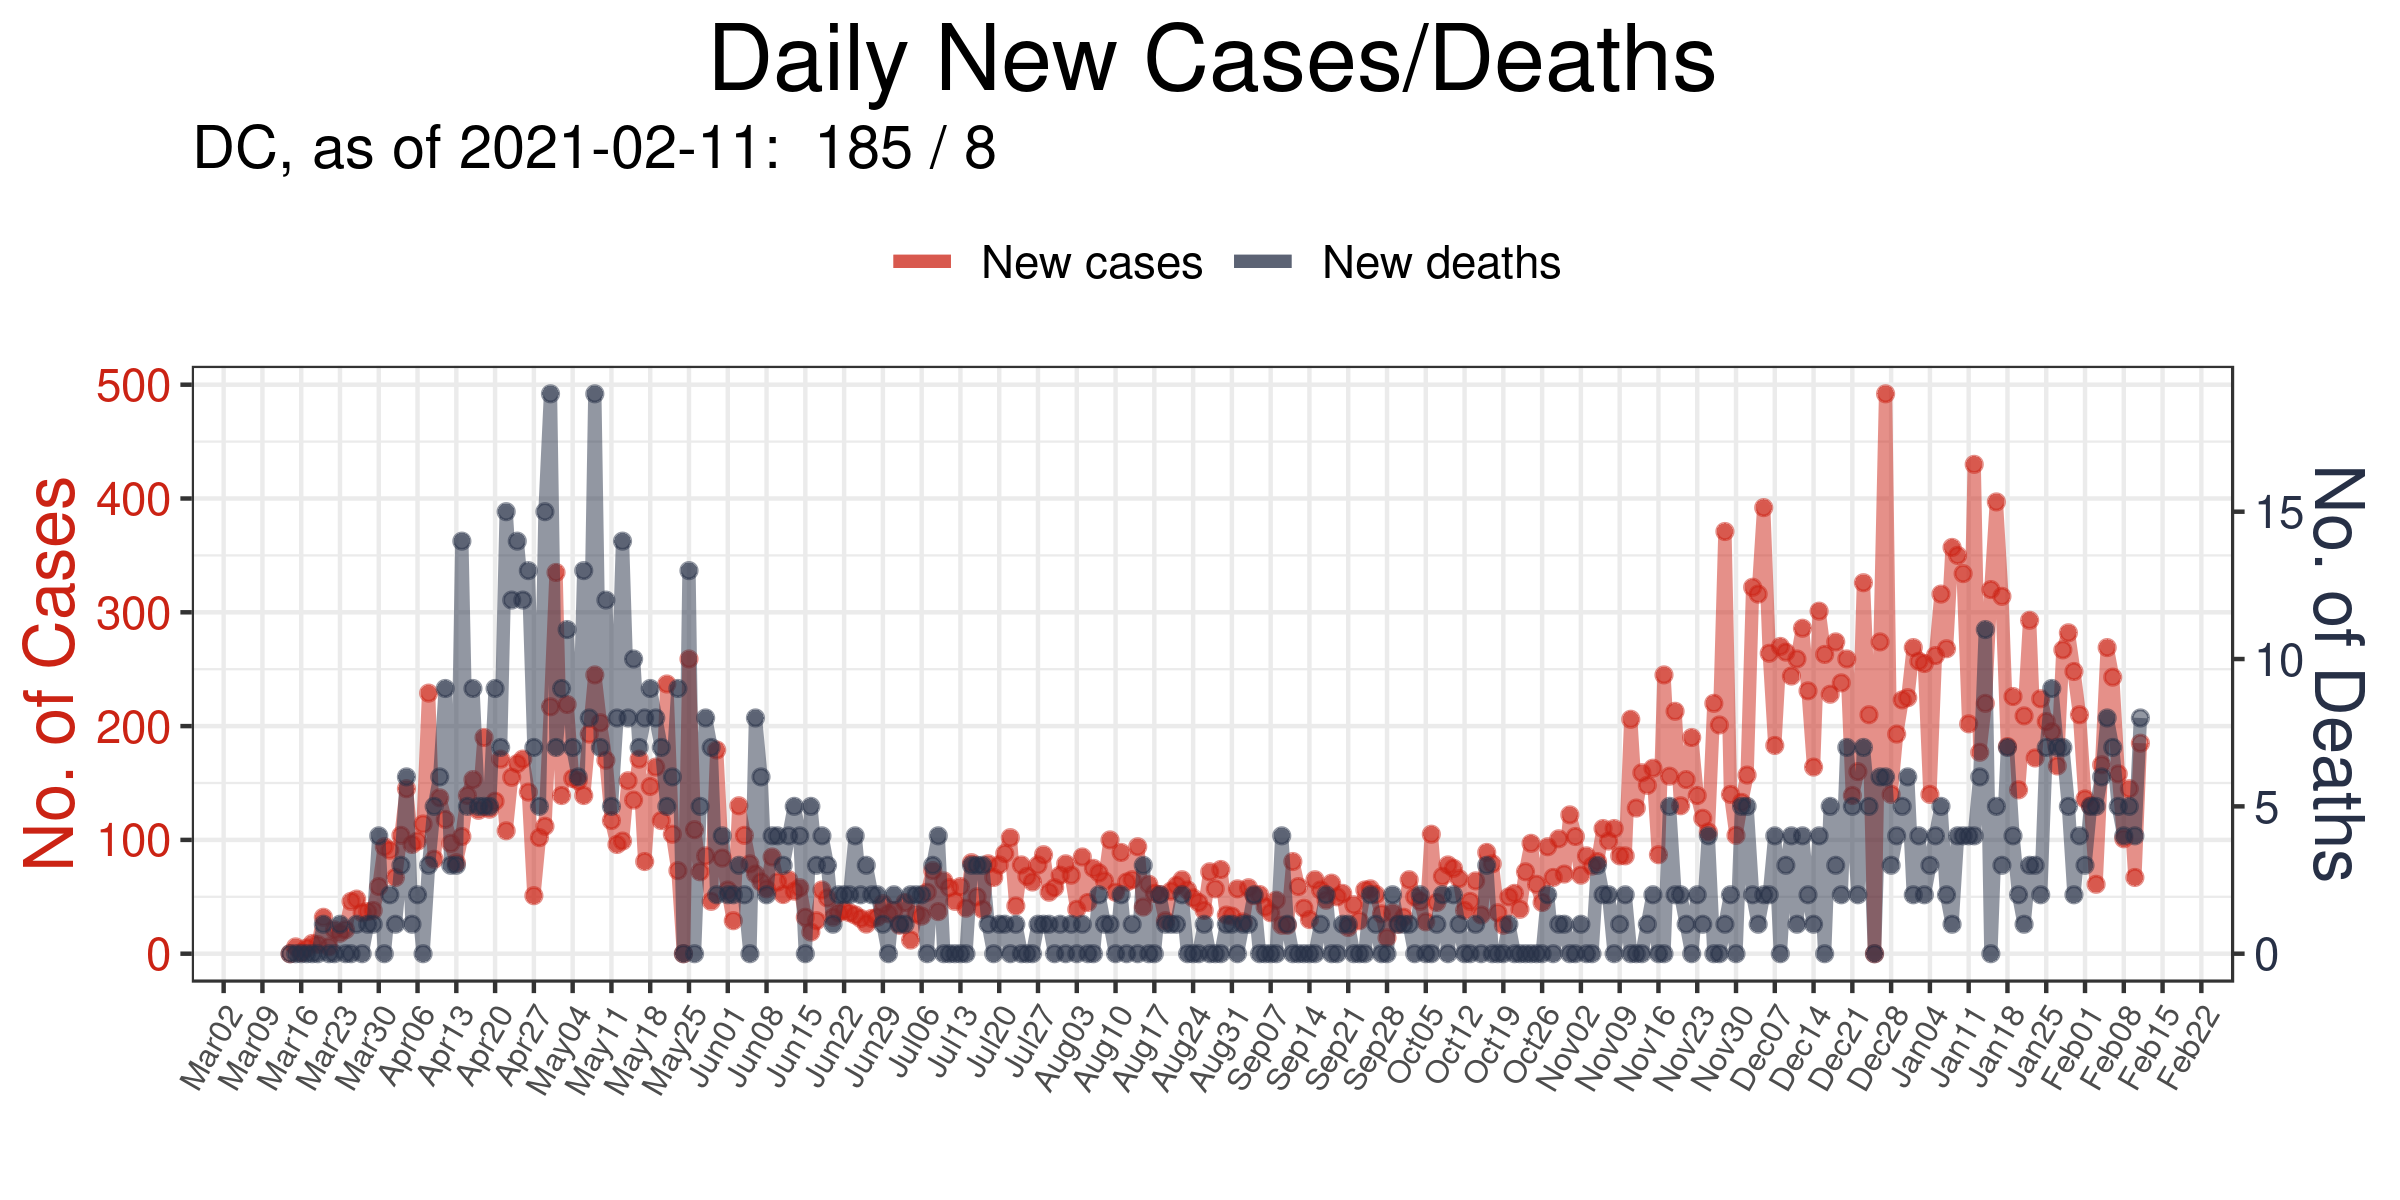 Daily New Cases/Deaths
DC, as of 2021-02-11:  185 / 8
New cases
New deaths
No. of Cases
500
400
300
200
100
0
15
10
5
0
No. of Deaths
Mar02
Mar09
Mar16
Mar23
Mar30
Apr06
Apr13
Apr20
Apr27
May04
May11
May18
May25
Jun01
Jun08
Jun15
Jun22
Jun29
Jul06
Jul13
Jul20
Jul27
Aug03
Aug10
Aug17
Aug24
Aug31
Sep07
Sep14
Sep21
Sep28
Oct05
Oct12
Oct19
Oct26
Nov02
Nov09
Nov16
Nov23
Nov30
Dec07
Dec14
Dec21
Dec28
Jan04
Jan11
Jan18
Jan25
Feb01
Feb08
Feb15
Feb22